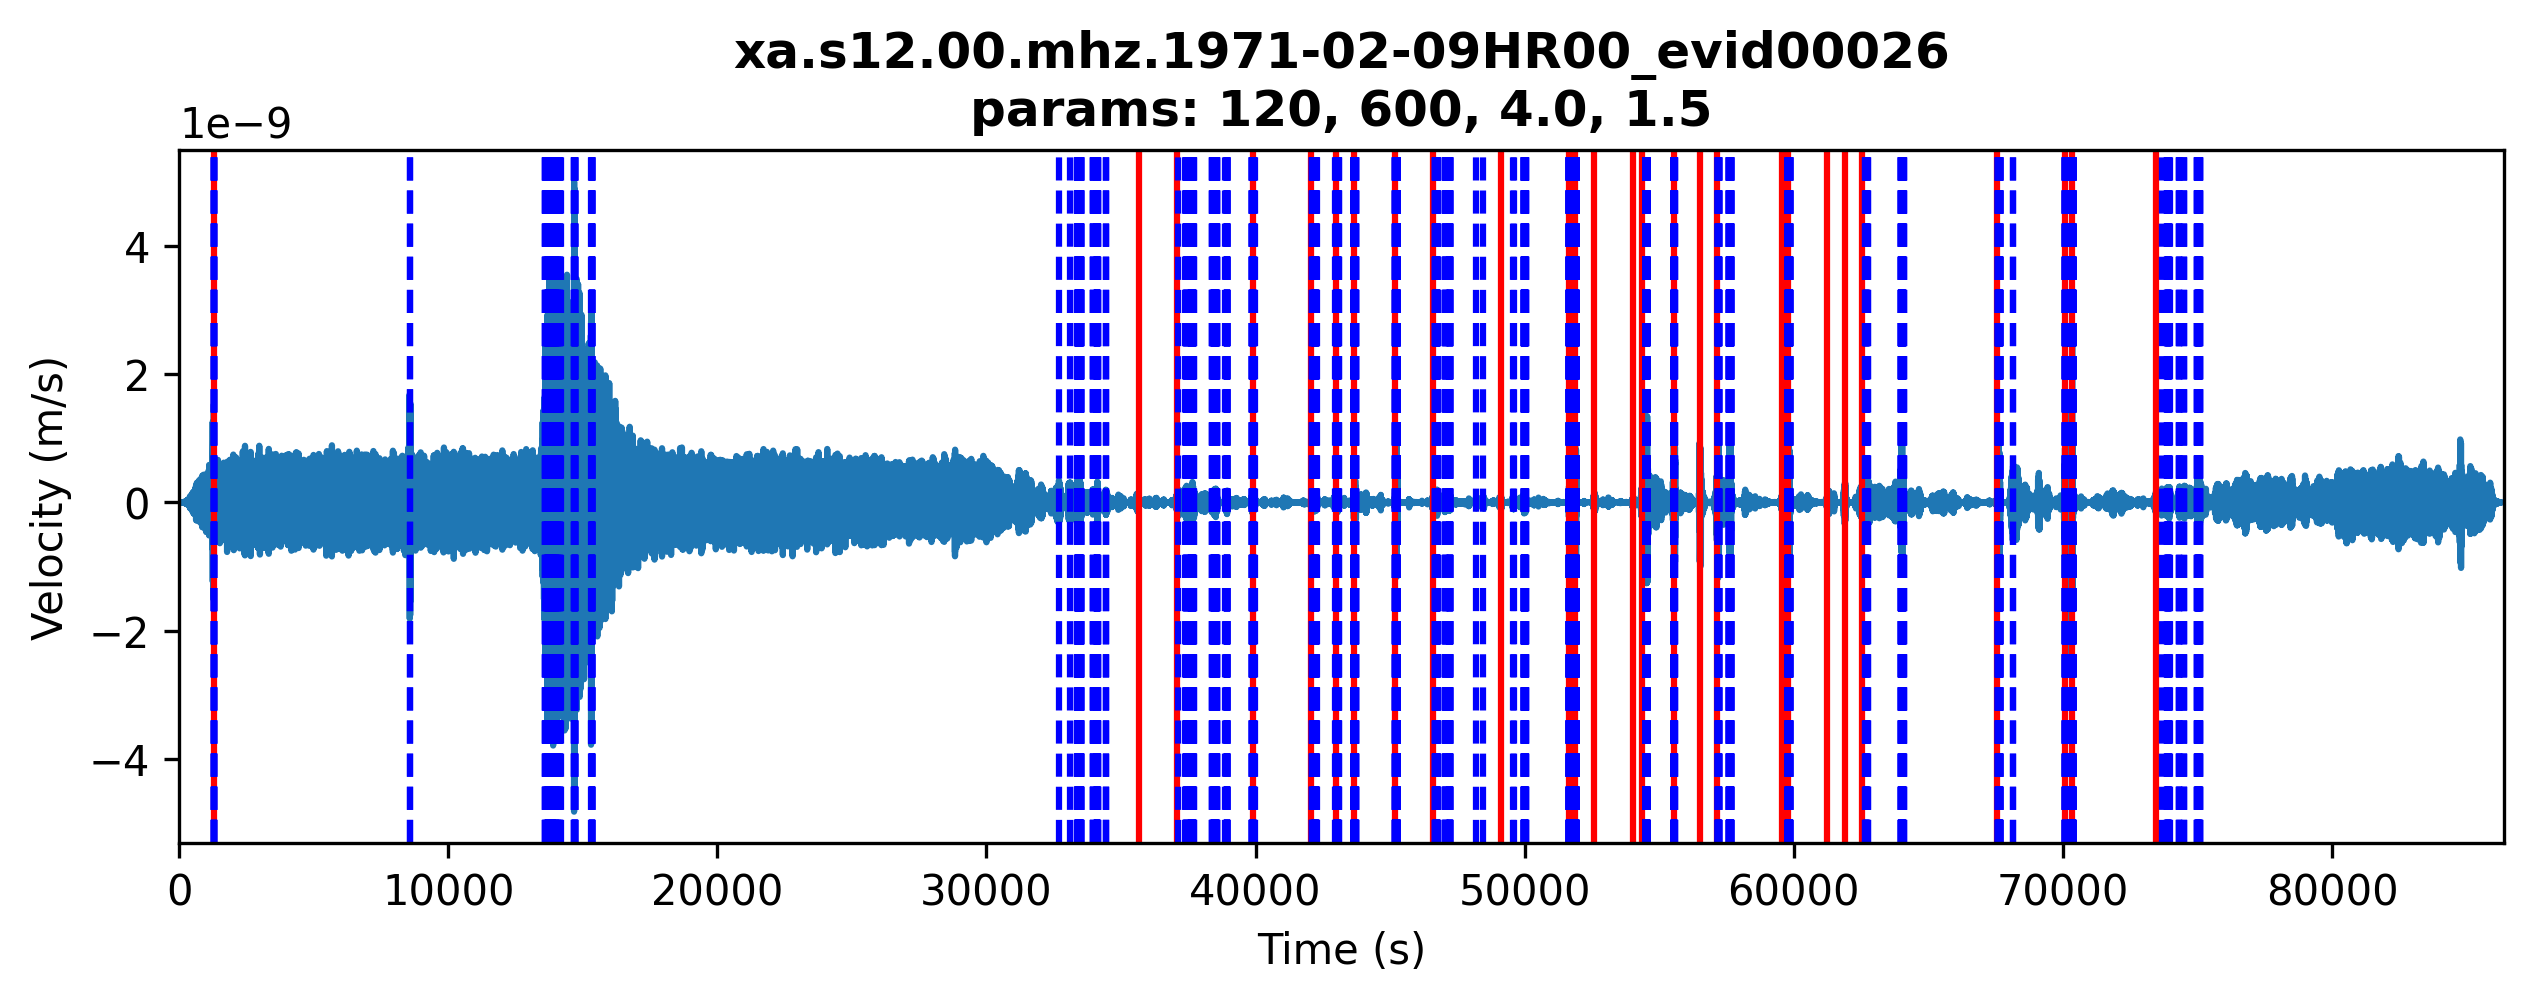 xa.s12.00.mhz.1971-02-09HR00_evid00026
params: 120, 600, 4.0, 1.5
1e−9
4
2
0
−2
−4
Velocity (m/s)
0 10000 20000 30000 40000 50000 60000 70000 80000
Time (s)